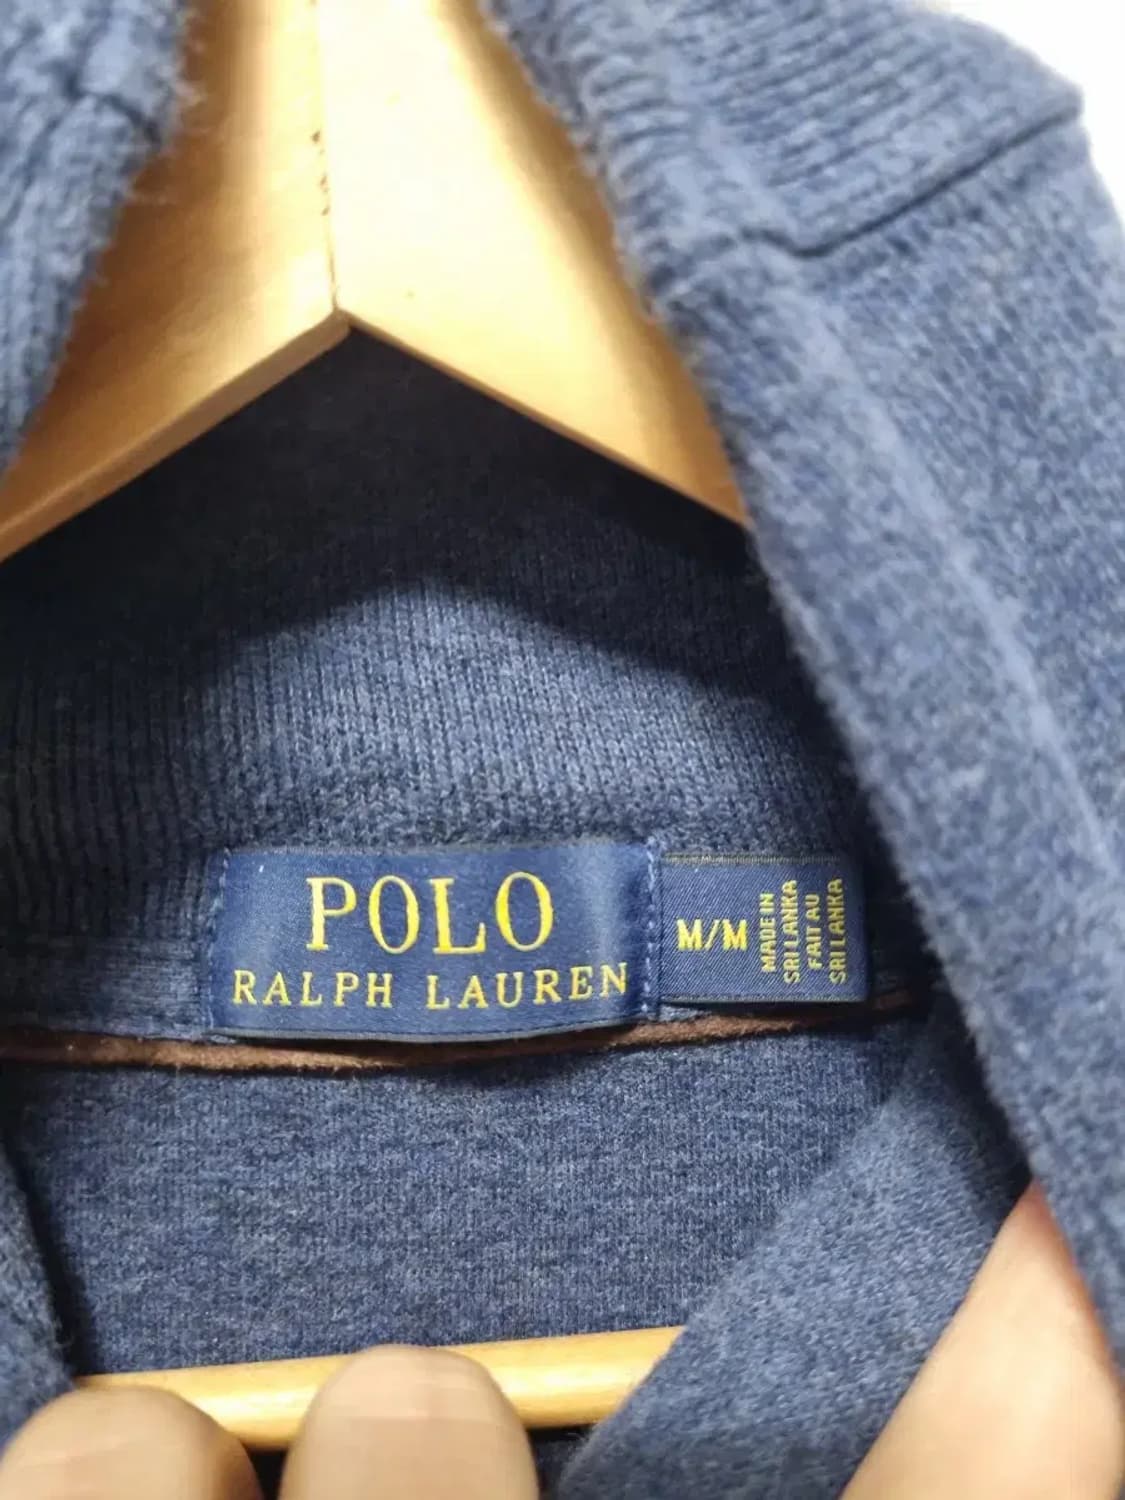 POLO
RALPH LAUREN
M/M
MADE IN
SRI LANKA
FAIT AU
SRI LANKA